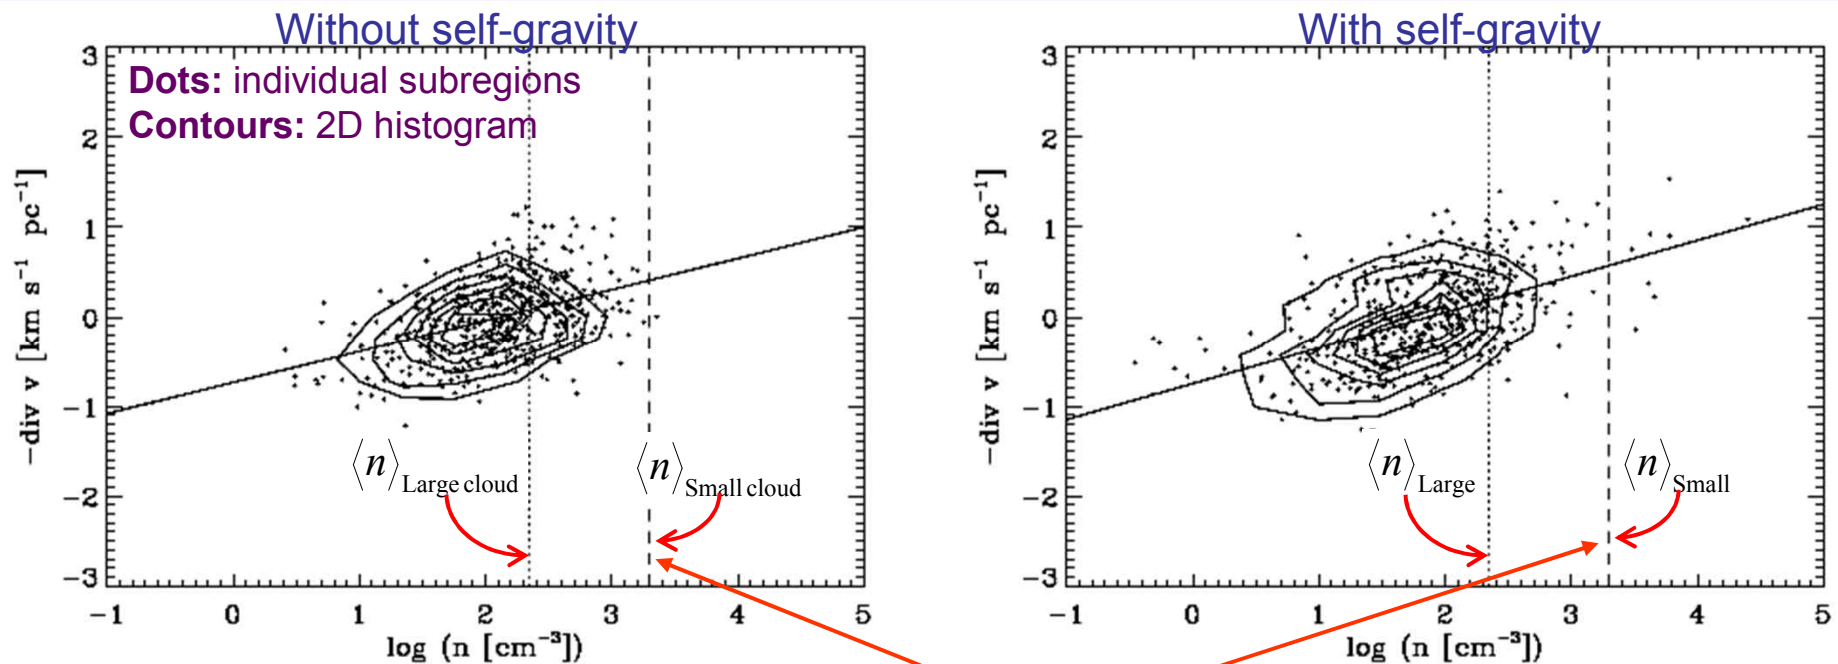 Without self-gravity
Dots: individual subregions
Contours: 2D histogram
3
2
1
0
−1
−2
−3
−div v [km s⁻¹ pc⁻¹]
⟨n⟩Large cloud
⟨n⟩Small cloud
−1 0 1 2 3 4 5
log (n [cm⁻³])
With self-gravity
3
2
1
0
−1
−2
−3
−div v [km s⁻¹ pc⁻¹]
⟨n⟩Large
⟨n⟩Small
−1 0 1 2 3 4 5
log (n [cm⁻³])